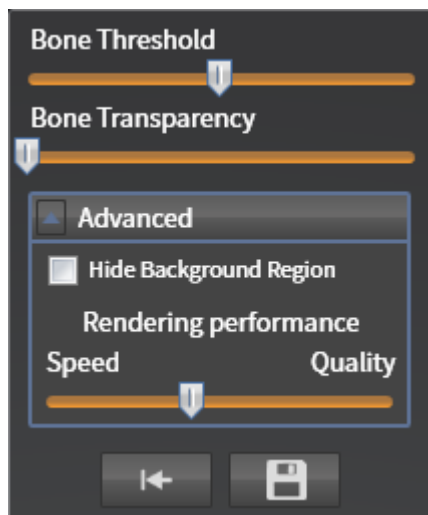 Bone Threshold
Bone Transparency
Advanced
Hide Background Region
Rendering performance
Speed Quality